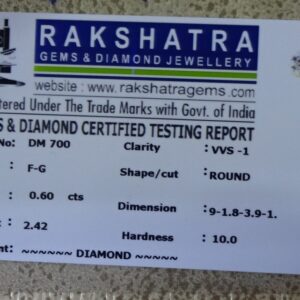 RAKSHATRA
GEMS & DIAMOND JEWELLERY
website : www.rakshatragems.com
tered Under The Trade Marks with Govt. of India
S & DIAMOND CERTIFIED TESTING REPORT
No: DM 700 Clarity : VVS -1
: F-G Shape/cut : ROUND
: 0.60 cts Dimension : 9-1.8-3.9-1.
t : 2.42 Hardness : 10.0
nt: ~~~~~~ DIAMOND ~~~~~